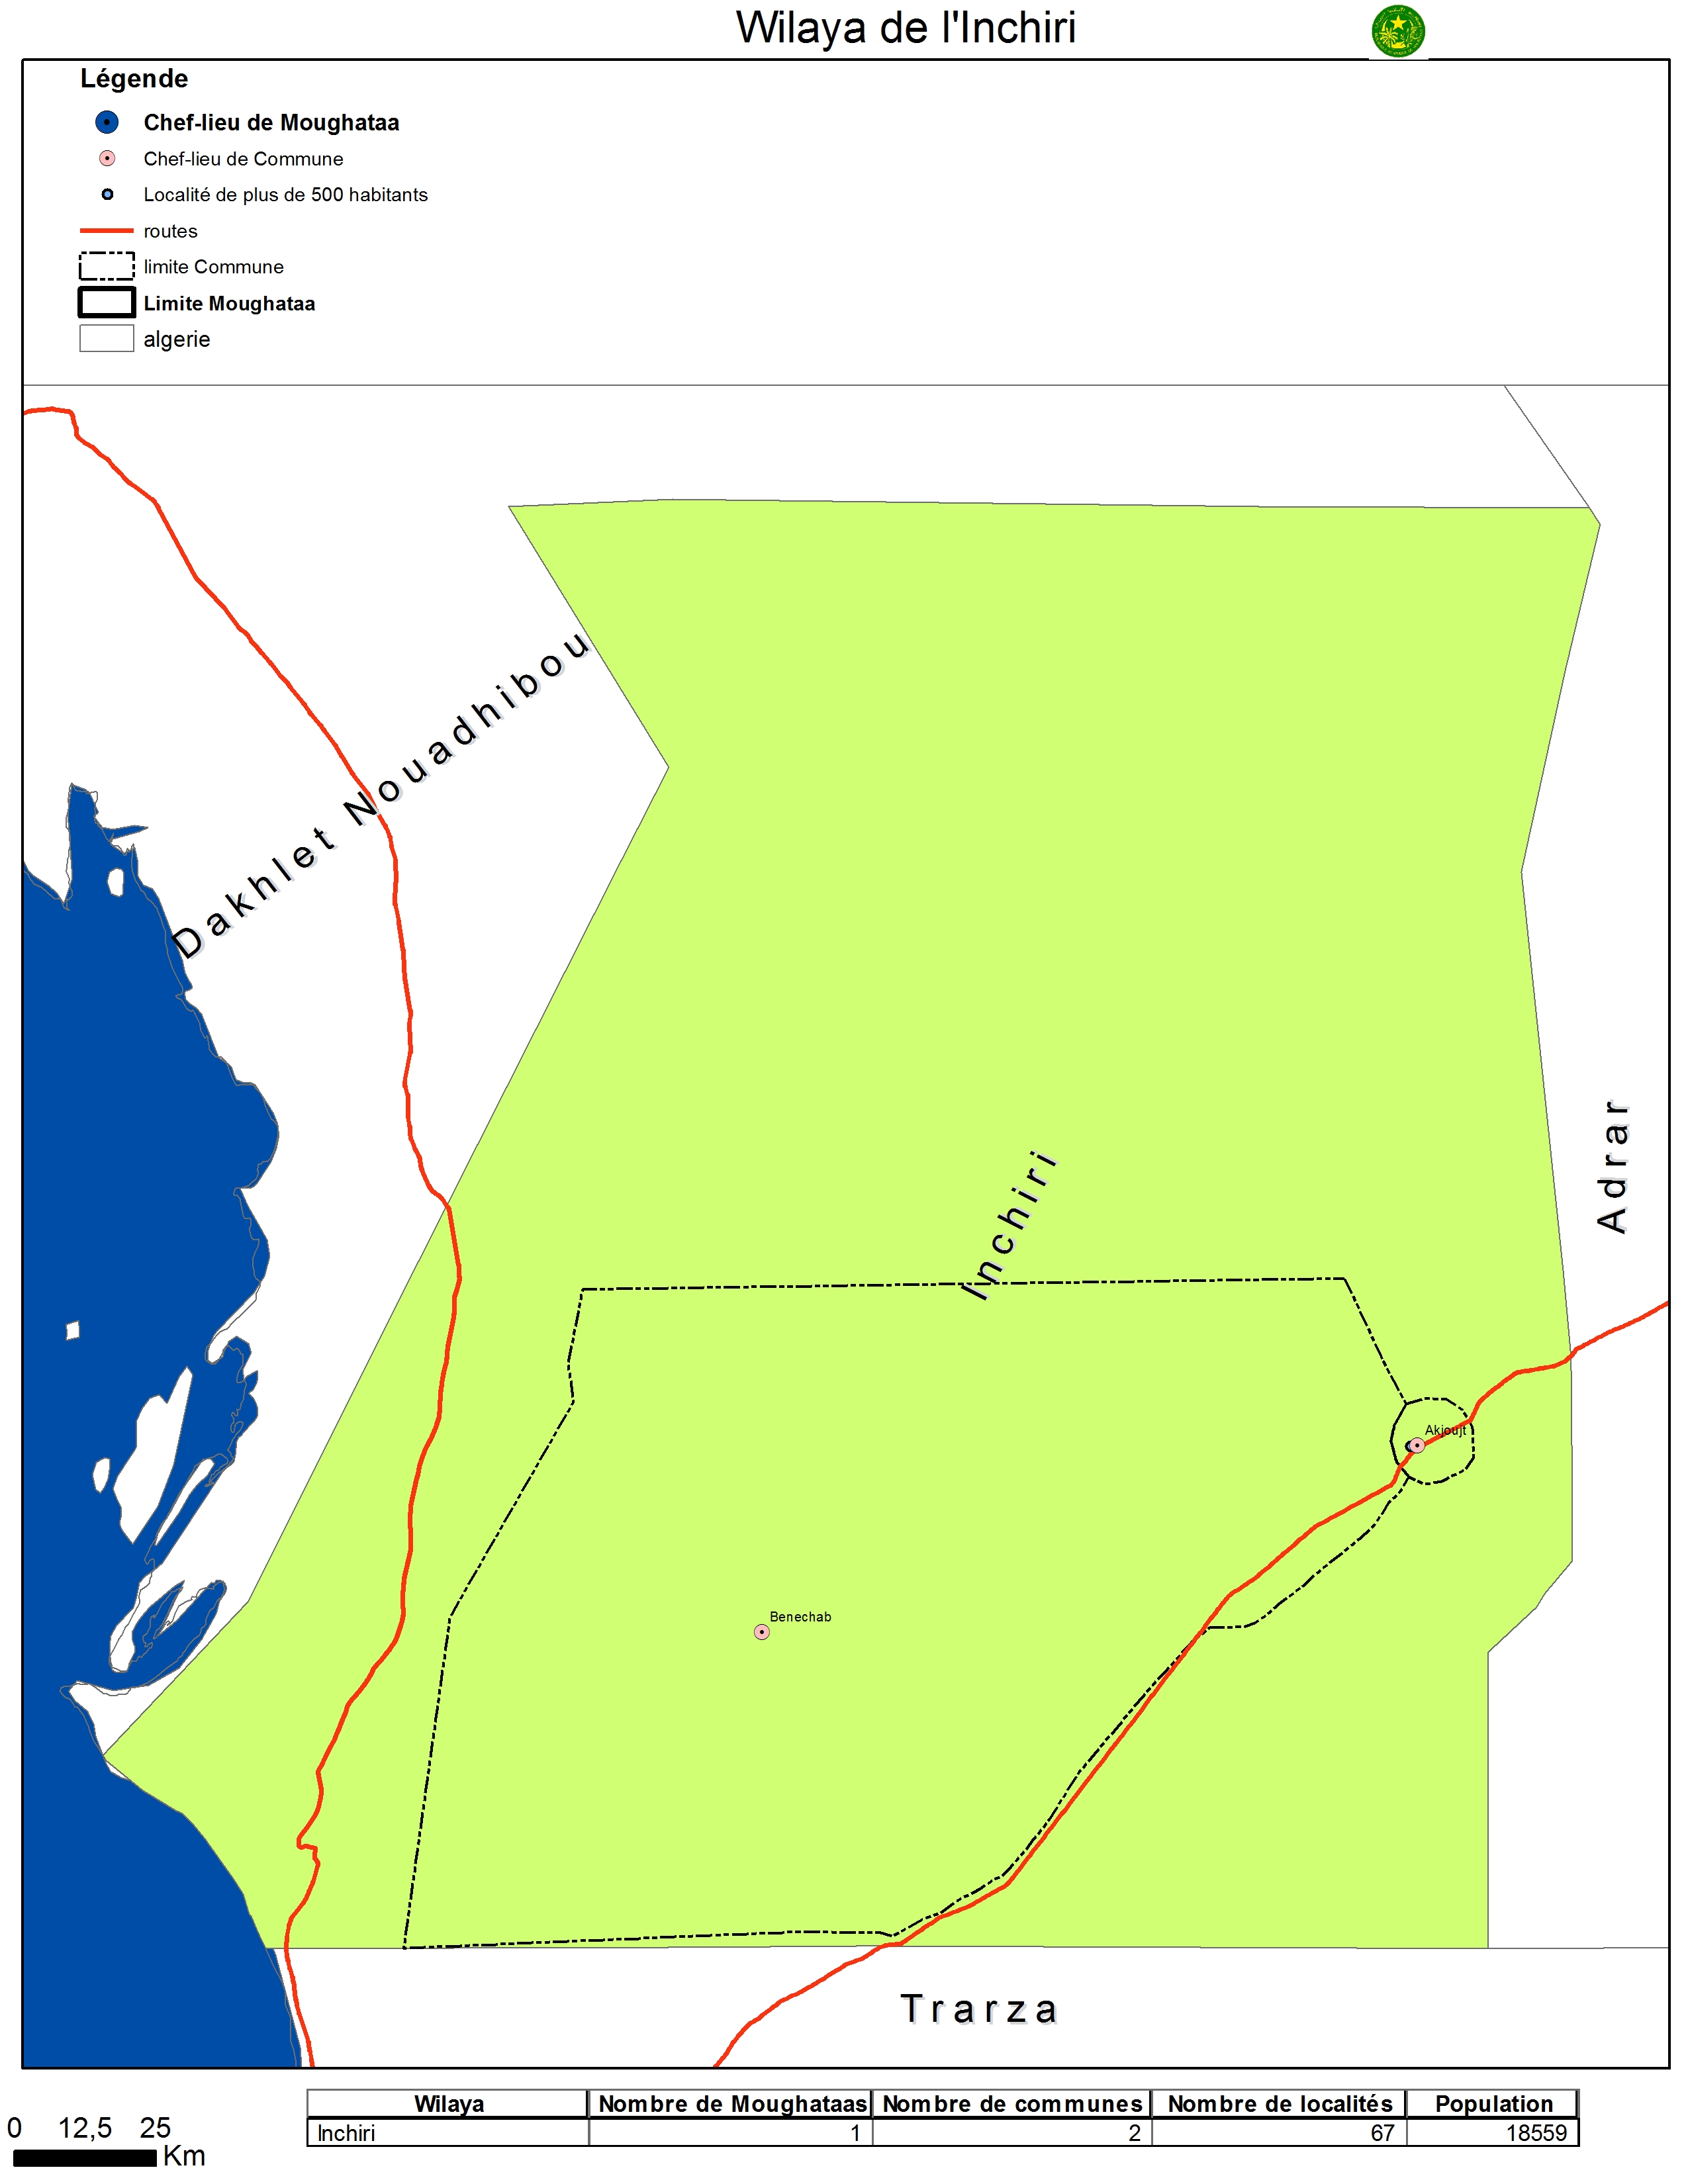 Wilaya de l'Inchiri
Légende
Chef-lieu de Moughataa
Chef-lieu de Commune
Localité de plus de 500 habitants
routes
limite Commune
Limite Moughataa
algerie
Dakhlet Nouadhibou
Adrar
Inchiri
Akjoujt
Benechab
Trarza
Wilaya Nombre de Moughataas Nombre de communes Nombre de localités Population
Inchiri 1 2 67 18559
0 12,5 25
Km